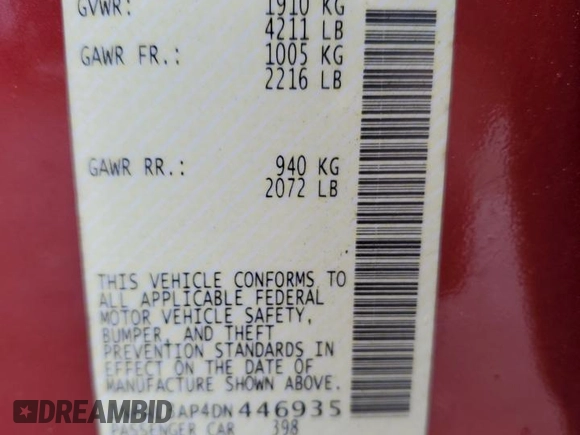 GVWR: 1910 KG
4211 LB
GAWR FR.: 1005 KG
2216 LB
GAWR RR.: 940 KG
2072 LB
THIS VEHICLE CONFORMS TO
ALL APPLICABLE FEDERAL
MOTOR VEHICLE SAFETY,
BUMPER, AND THEFT
PREVENTION STANDARDS IN
EFFECT ON THE DATE OF
MANUFACTURE SHOWN ABOVE.
AP4DN446935
PASSENGER CAR 398
DREAMBID
.COM